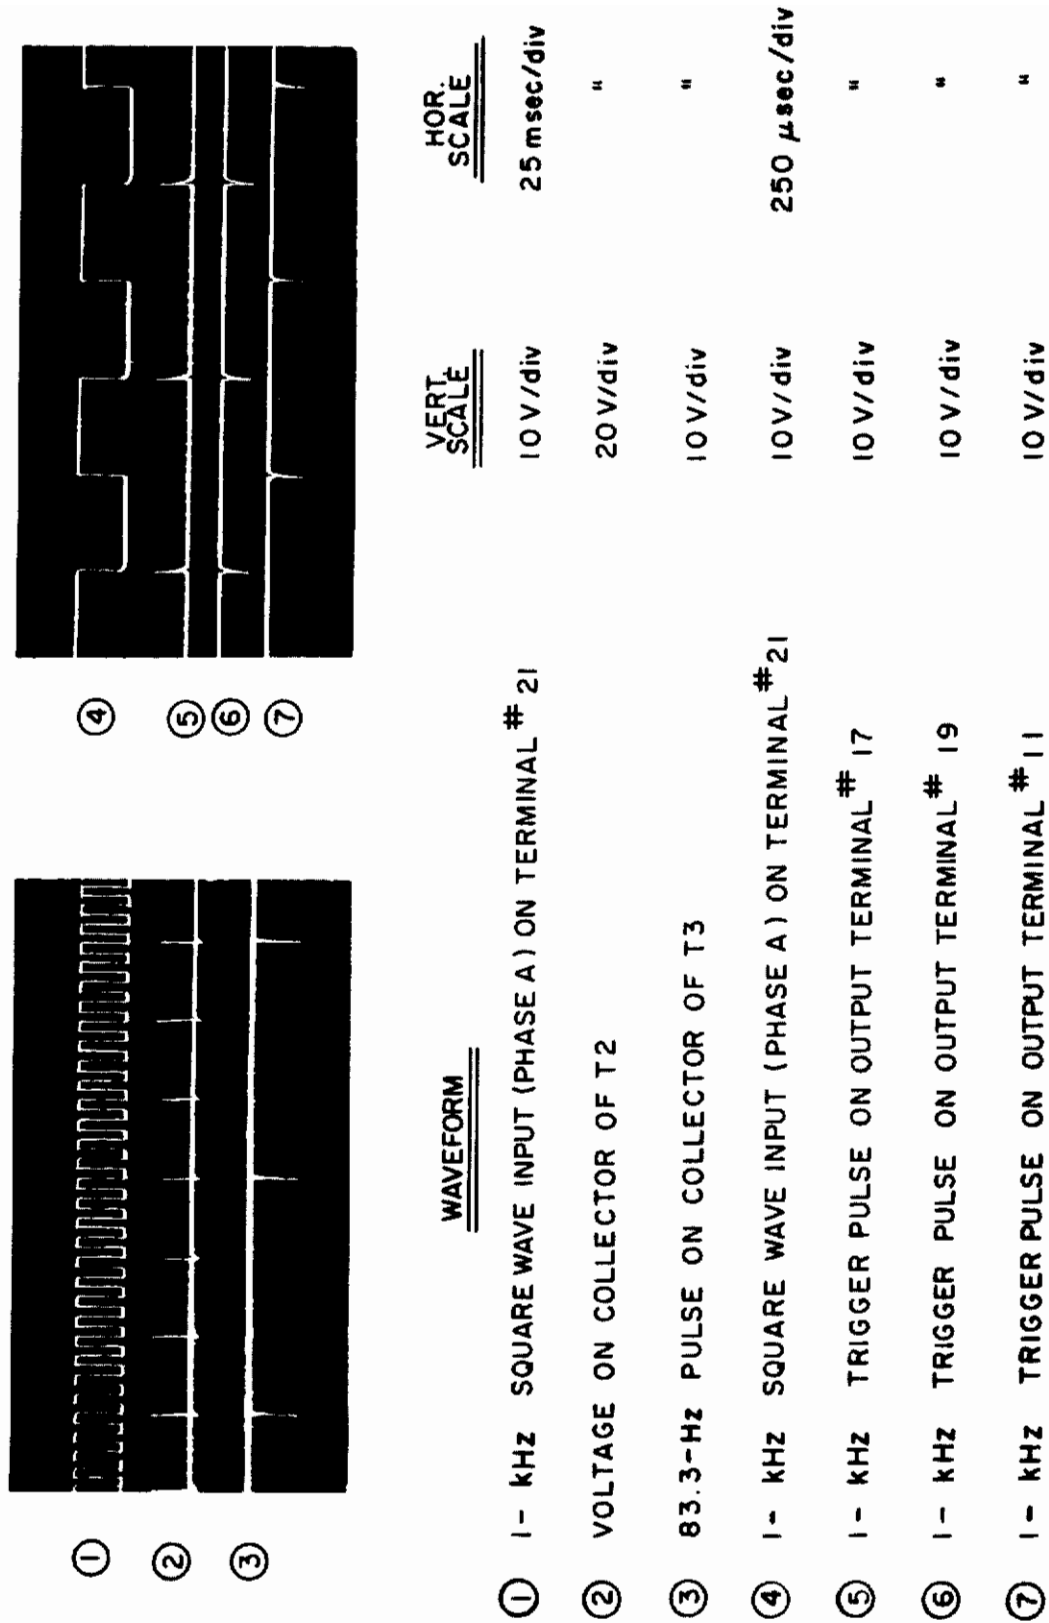 ① ② ③
④ ⑤ ⑥ ⑦
WAVEFORM VERT. SCALE HOR. SCALE
① 1- kHz SQUARE WAVE INPUT (PHASE A) ON TERMINAL #21 10 V/div 25 msec/div
② VOLTAGE ON COLLECTOR OF T2 20 V/div "
③ 83.3-Hz PULSE ON COLLECTOR OF T3 10 V/div "
④ 1- kHz SQUARE WAVE INPUT (PHASE A) ON TERMINAL #21 10 V/div 250 μsec/div
⑤ 1- kHz TRIGGER PULSE ON OUTPUT TERMINAL # 17 10 V/div "
⑥ 1- kHz TRIGGER PULSE ON OUTPUT TERMINAL # 19 10 V/div "
⑦ 1- kHz TRIGGER PULSE ON OUTPUT TERMINAL # 11 10 V/div "